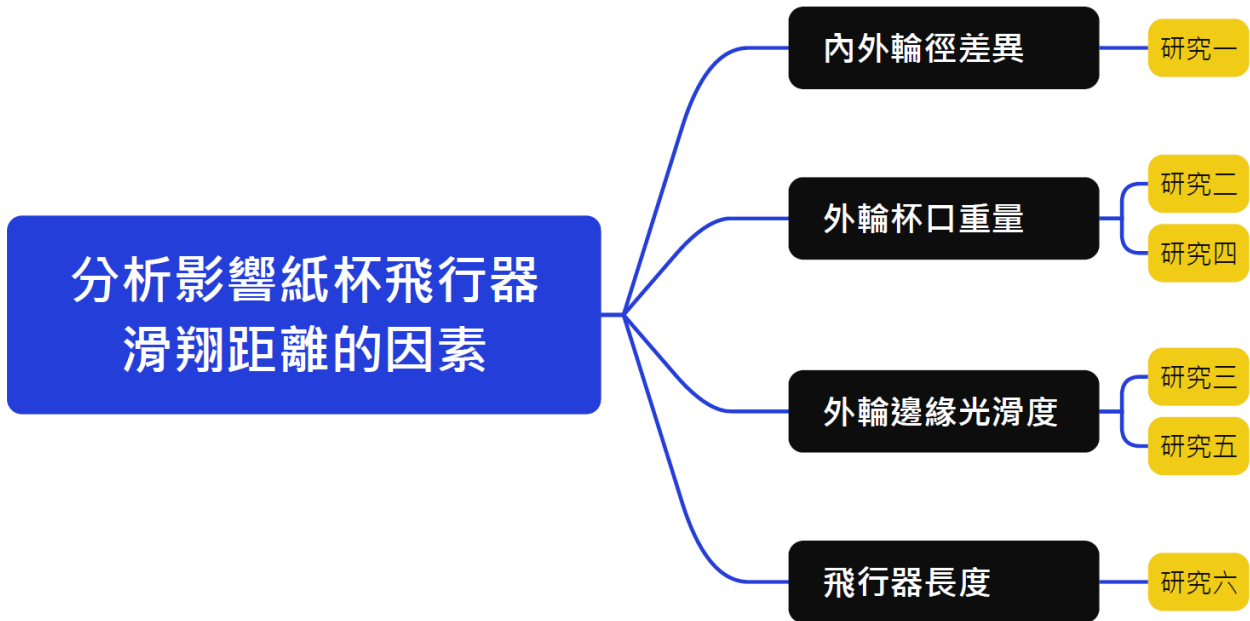 分析影響紙杯飛行器
滑翔距離的因素
內外輪徑差異
研究一
外輪杯口重量
研究二
研究四
外輪邊緣光滑度
研究三
研究五
飛行器長度
研究六